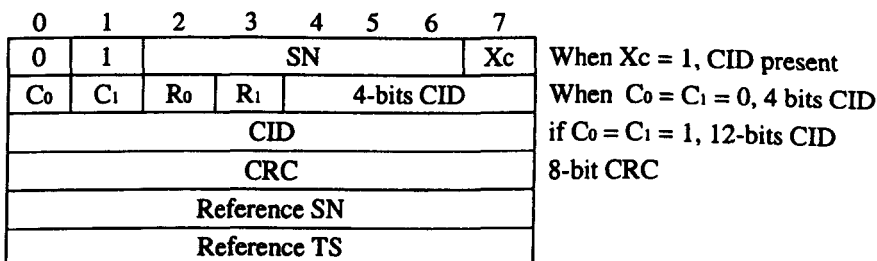 0 1 2 3 4 5 6 7
0 1 SN Xc When Xc = 1, CID present
C0 C1 R0 R1 4-bits CID When C0 = C1 = 0, 4 bits CID
CID if C0 = C1 = 1, 12-bits CID
CRC 8-bit CRC
Reference SN
Reference TS